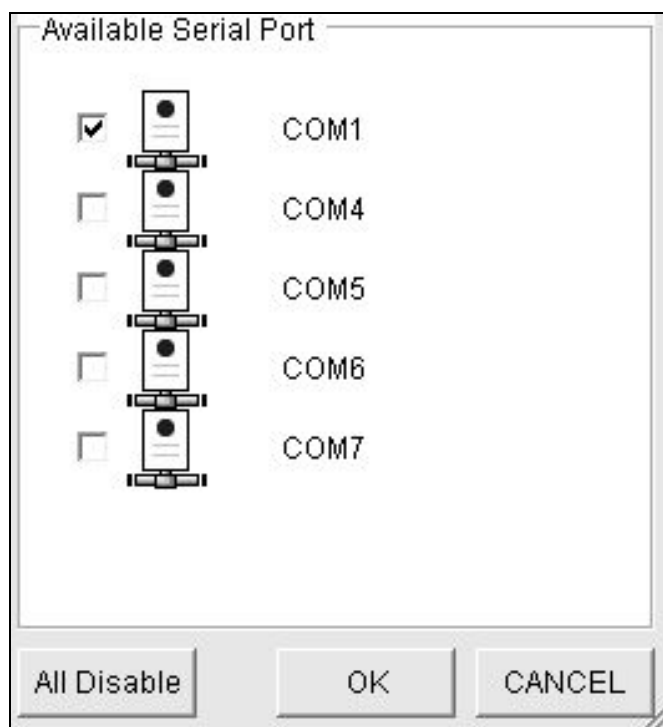 Available Serial Port
COM1
COM4
COM5
COM6
COM7
All Disable
OK
CANCEL